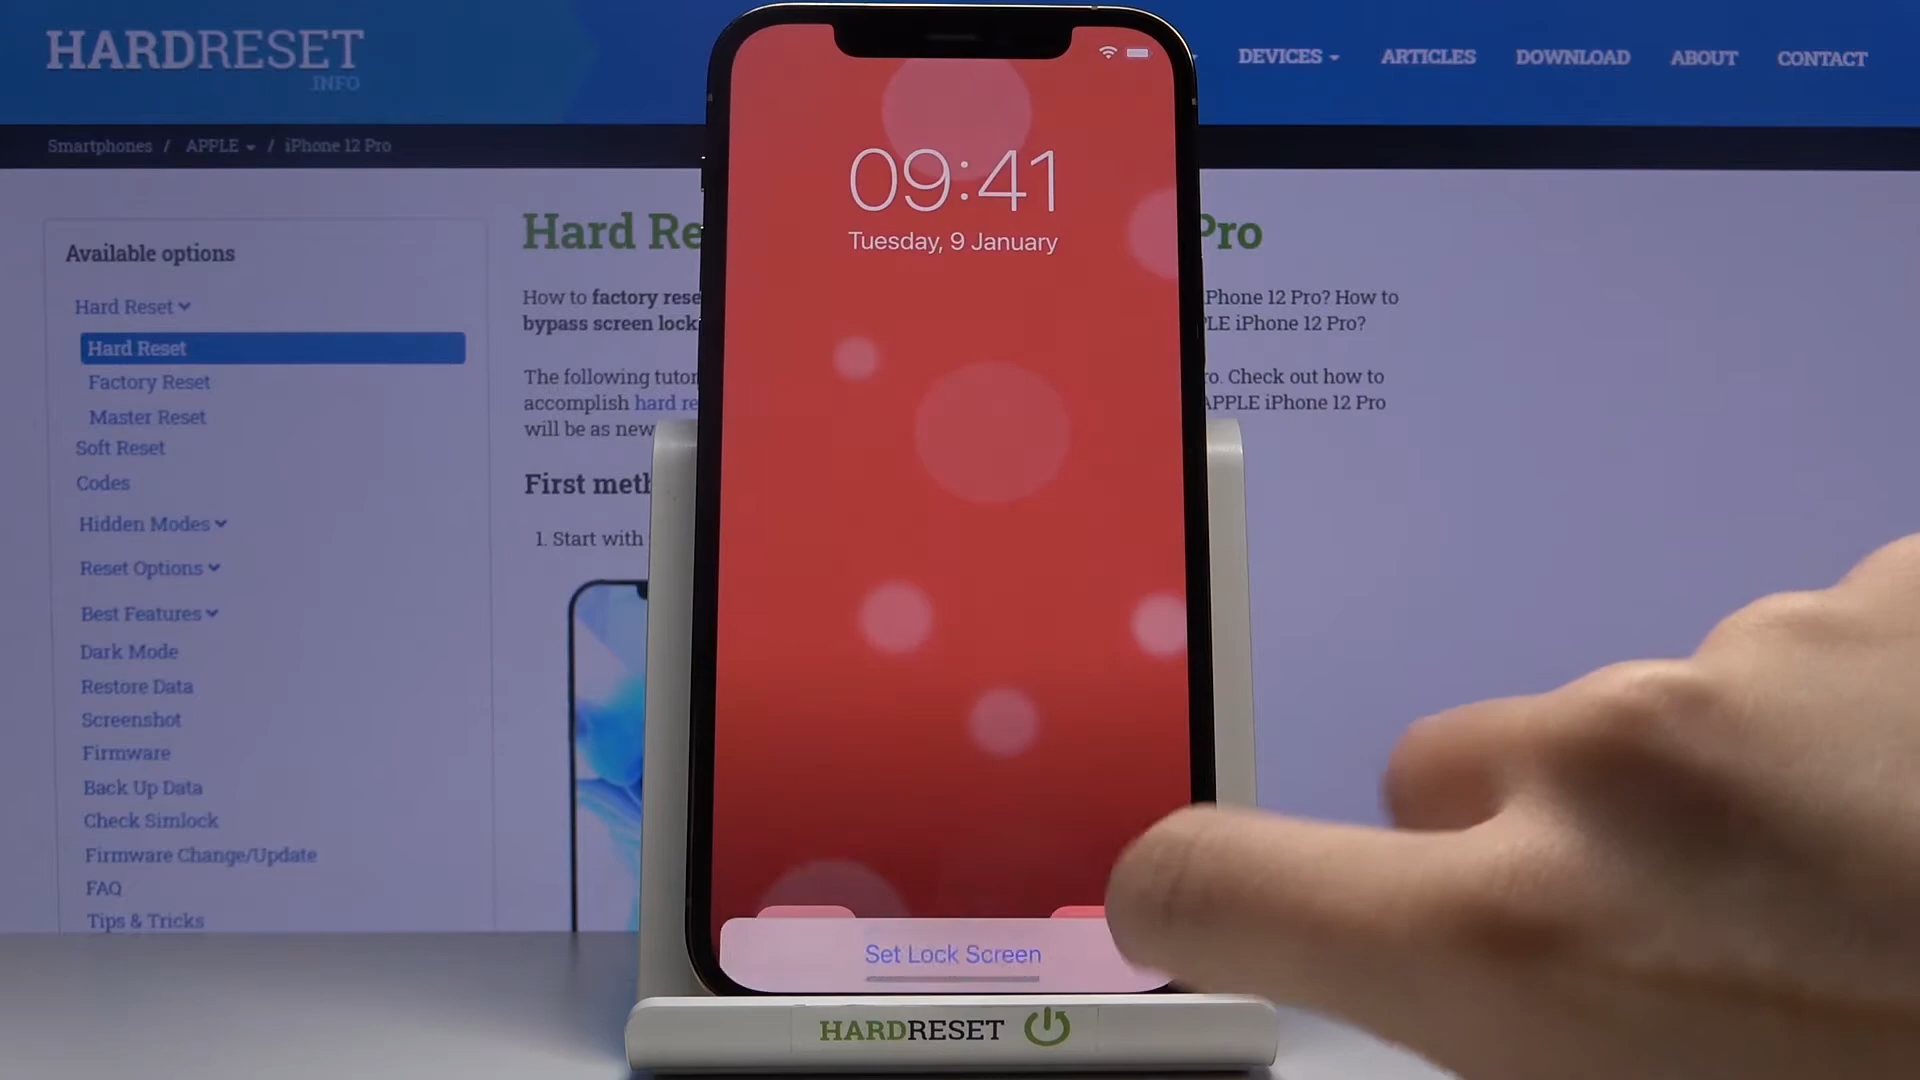 HARDRESET
.INFO
DEVICES
ARTICLES
DOWNLOAD
ABOUT
CONTACT
Smartphones / APPLE / iPhone 12 Pro
Available options
Hard Reset
Hard Reset
Factory Reset
Master Reset
Soft Reset
Codes
Hidden Modes
Reset Options
Best Features
Dark Mode
Restore Data
Screenshot
Firmware
Back Up Data
Check Simlock
Firmware Change/Update
FAQ
Tips & Tricks
Hard Re Pro
How to factory rese Phone 12 Pro? How to
bypass screen lock LE iPhone 12 Pro?
The following tutor ro. Check out how to
accomplish hard re APPLE iPhone 12 Pro
will be as new
First meth
1. Start with
09:41
Tuesday, 9 January
Set Lock Screen
HARDRESET